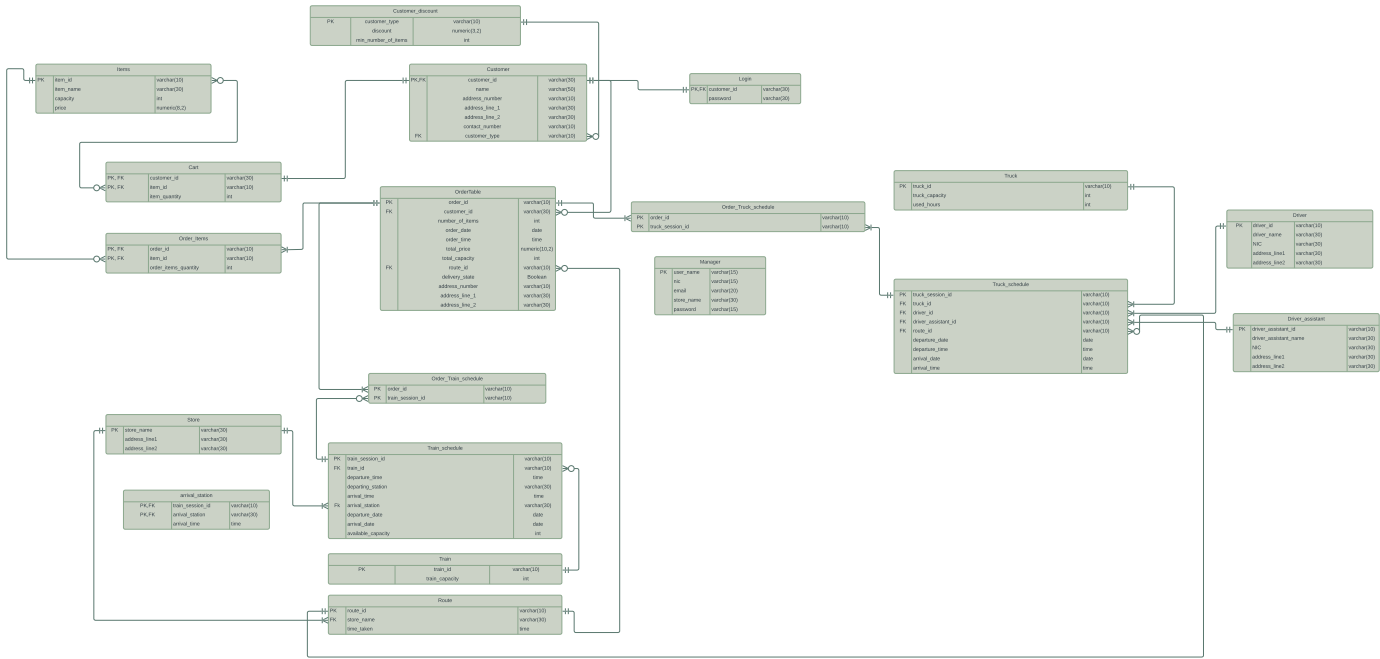 Customer_discount
PK customer_type varchar(10)
discount numeric(3,2)
min_number_of_items int
Items
PK item_id varchar(10)
item_name varchar(30)
capacity int
price numeric(8,2)
Customer
PK,FK customer_id varchar(30)
name varchar(50)
address_number varchar(10)
address_line_1 varchar(30)
address_line_2 varchar(30)
contact_number varchar(10)
PK customer_type varchar(10)
Login
PK,FK customer_id varchar(30)
password varchar(30)
Cart
PK, FK customer_id varchar(30)
PK, FK item_id varchar(10)
item_quantity int
Order_Items
PK, FK order_id varchar(10)
PK, FK item_id varchar(10)
order_items_quantity int
OrderTable
PK order_id varchar(10)
FK customer_id varchar(30)
number_of_items int
order_date date
order_time time
total_price numeric(10,2)
total_capacity int
FK route_id varchar(10)
delivery_state Boolean
address_number varchar(10)
address_line_1 varchar(30)
address_line_2 varchar(30)
Order_Truck_schedule
PK order_id varchar(10)
PK truck_session_id varchar(10)
Manager
PK user_name varchar(15)
nic varchar(15)
email varchar(20)
store_name varchar(30)
password varchar(15)
Truck
PK truck_id varchar(10)
truck_capacity int
used_hours int
Driver
PK driver_id varchar(10)
driver_name varchar(30)
NIC varchar(30)
address_line1 varchar(30)
address_line2 varchar(30)
Truck_schedule
PK truck_session_id varchar(10)
FK truck_id varchar(10)
FK driver_id varchar(10)
FK driver_assistant_id varchar(10)
FK route_id varchar(10)
departure_date date
departure_time time
arrival_date date
arrival_time time
Driver_assistant
PK driver_assistant_id varchar(10)
driver_assistant_name varchar(30)
NIC varchar(30)
address_line1 varchar(30)
address_line2 varchar(30)
Order_Train_schedule
PK order_id varchar(10)
PK train_session_id varchar(10)
Store
PK store_name varchar(30)
address_line1 varchar(30)
address_line2 varchar(30)
arrival_station
PK,FK train_session_id varchar(10)
PK,FK arrival_station varchar(30)
arrival_time time
Train_schedule
PK train_session_id varchar(10)
FK train_id varchar(10)
departure_time time
departing_station varchar(30)
arrival_time time
Fk arrival_station varchar(30)
departure_date date
arrival_date date
available_capacity int
Train
PK train_id varchar(10)
train_capacity int
Route
PK route_id varchar(10)
FK store_name varchar(30)
time_taken time